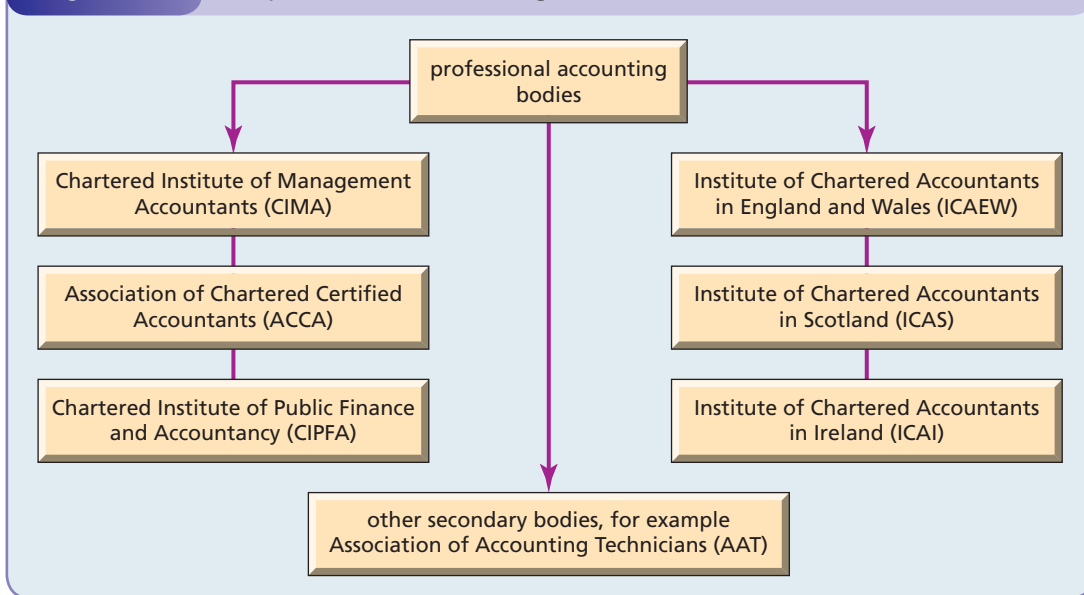 professional accounting
bodies
Chartered Institute of Management
Accountants (CIMA)
Association of Chartered Certified
Accountants (ACCA)
Chartered Institute of Public Finance
and Accountancy (CIPFA)
Institute of Chartered Accountants
in England and Wales (ICAEW)
Institute of Chartered Accountants
in Scotland (ICAS)
Institute of Chartered Accountants
in Ireland (ICAI)
other secondary bodies, for example
Association of Accounting Technicians (AAT)